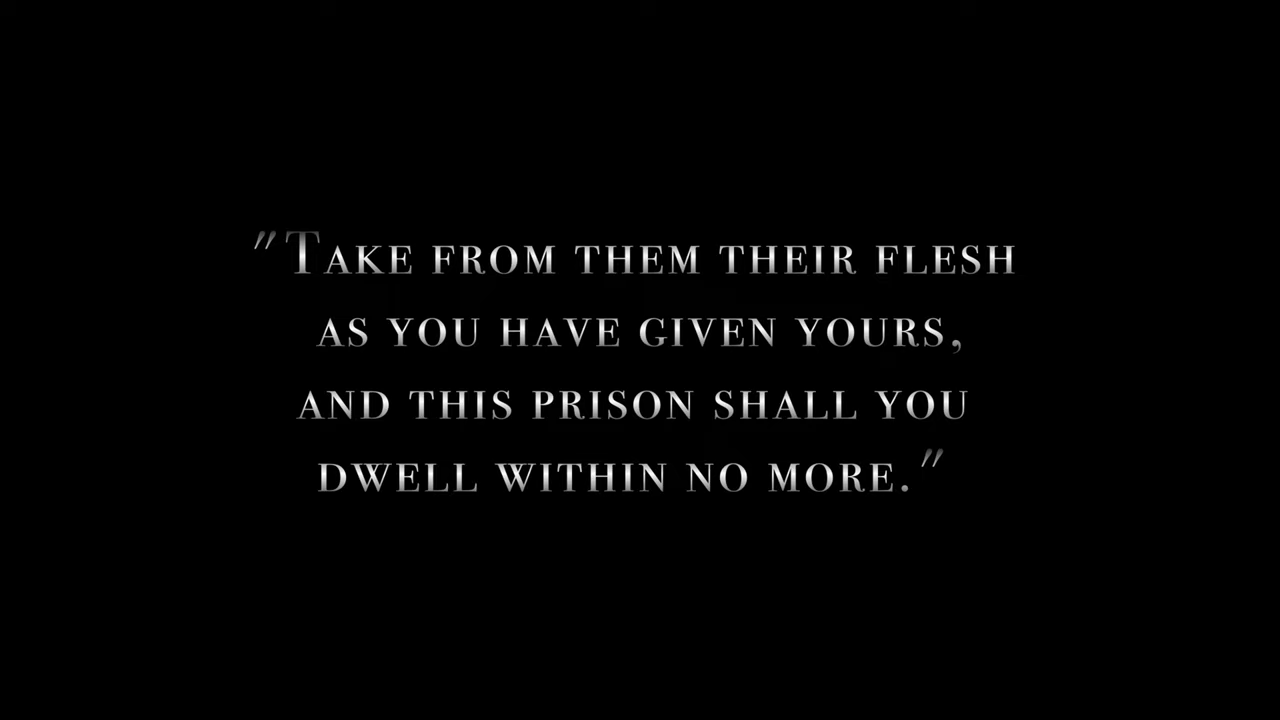 "Take from them their flesh
as you have given yours,
and this prison shall you
dwell within no more."